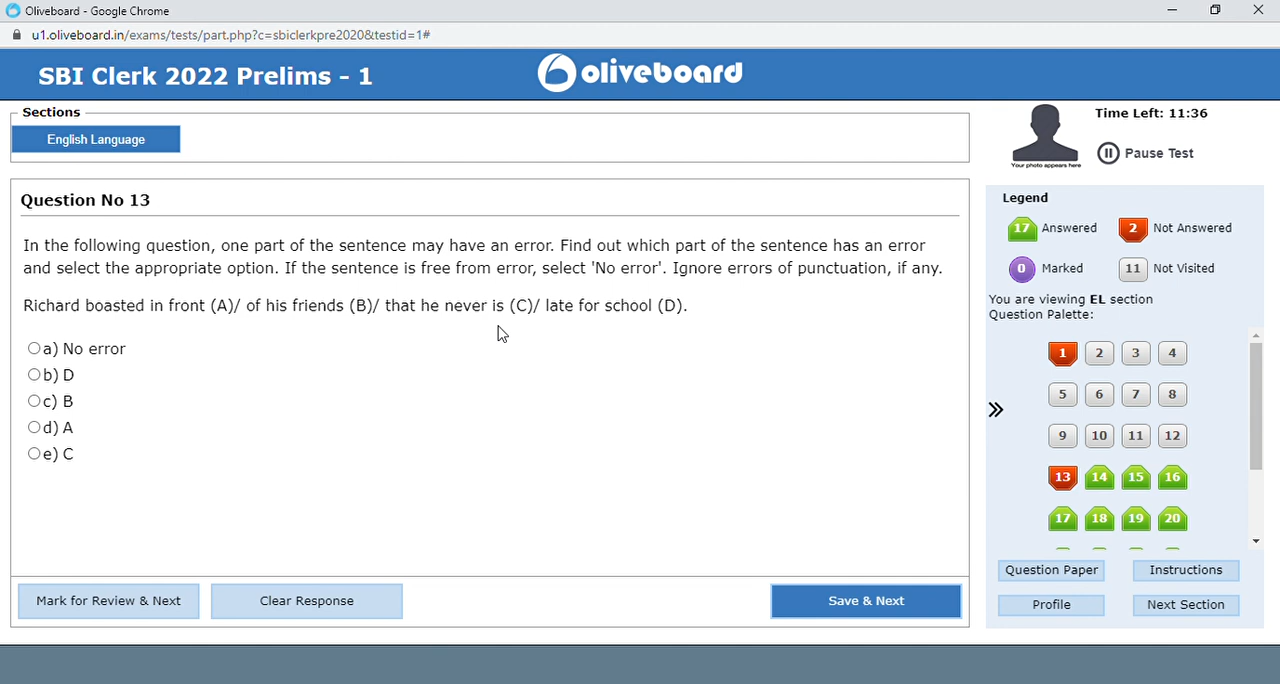 Oliveboard - Google Chrome
u1.oliveboard.in/exams/tests/part.php?c=sbiclerkpre2020&testid=1#
SBI Clerk 2022 Prelims - 1
oliveboard
Sections
English Language
Your photo appears here
Time Left: 11:36
Pause Test
Question No 13
In the following question, one part of the sentence may have an error. Find out which part of the sentence has an error
and select the appropriate option. If the sentence is free from error, select 'No error'. Ignore errors of punctuation, if any.
Richard boasted in front (A)/ of his friends (B)/ that he never is (C)/ late for school (D).
a) No error
b) D
c) B
d) A
e) C
Mark for Review & Next
Clear Response
Save & Next
Legend
17 Answered
2 Not Answered
0 Marked
11 Not Visited
You are viewing EL section
Question Palette:
1 2 3 4
5 6 7 8
9 10 11 12
13 14 15 16
17 18 19 20
Question Paper
Instructions
Profile
Next Section